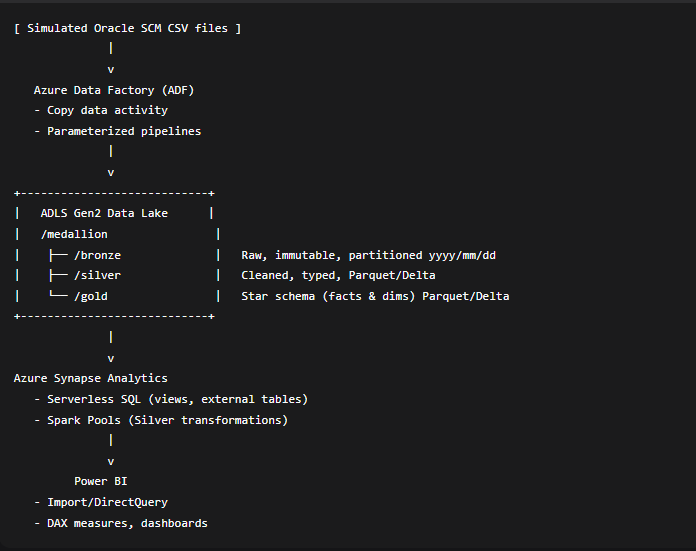 [ Simulated Oracle SCM CSV files ]
|
v
Azure Data Factory (ADF)
- Copy data activity
- Parameterized pipelines
|
v
+----------------------------+
| ADLS Gen2 Data Lake |
| /medallion |
| ├── /bronze | Raw, immutable, partitioned yyyy/mm/dd
| ├── /silver | Cleaned, typed, Parquet/Delta
| └── /gold | Star schema (facts & dims) Parquet/Delta
+----------------------------+
|
v
Azure Synapse Analytics
- Serverless SQL (views, external tables)
- Spark Pools (Silver transformations)
|
v
Power BI
- Import/DirectQuery
- DAX measures, dashboards